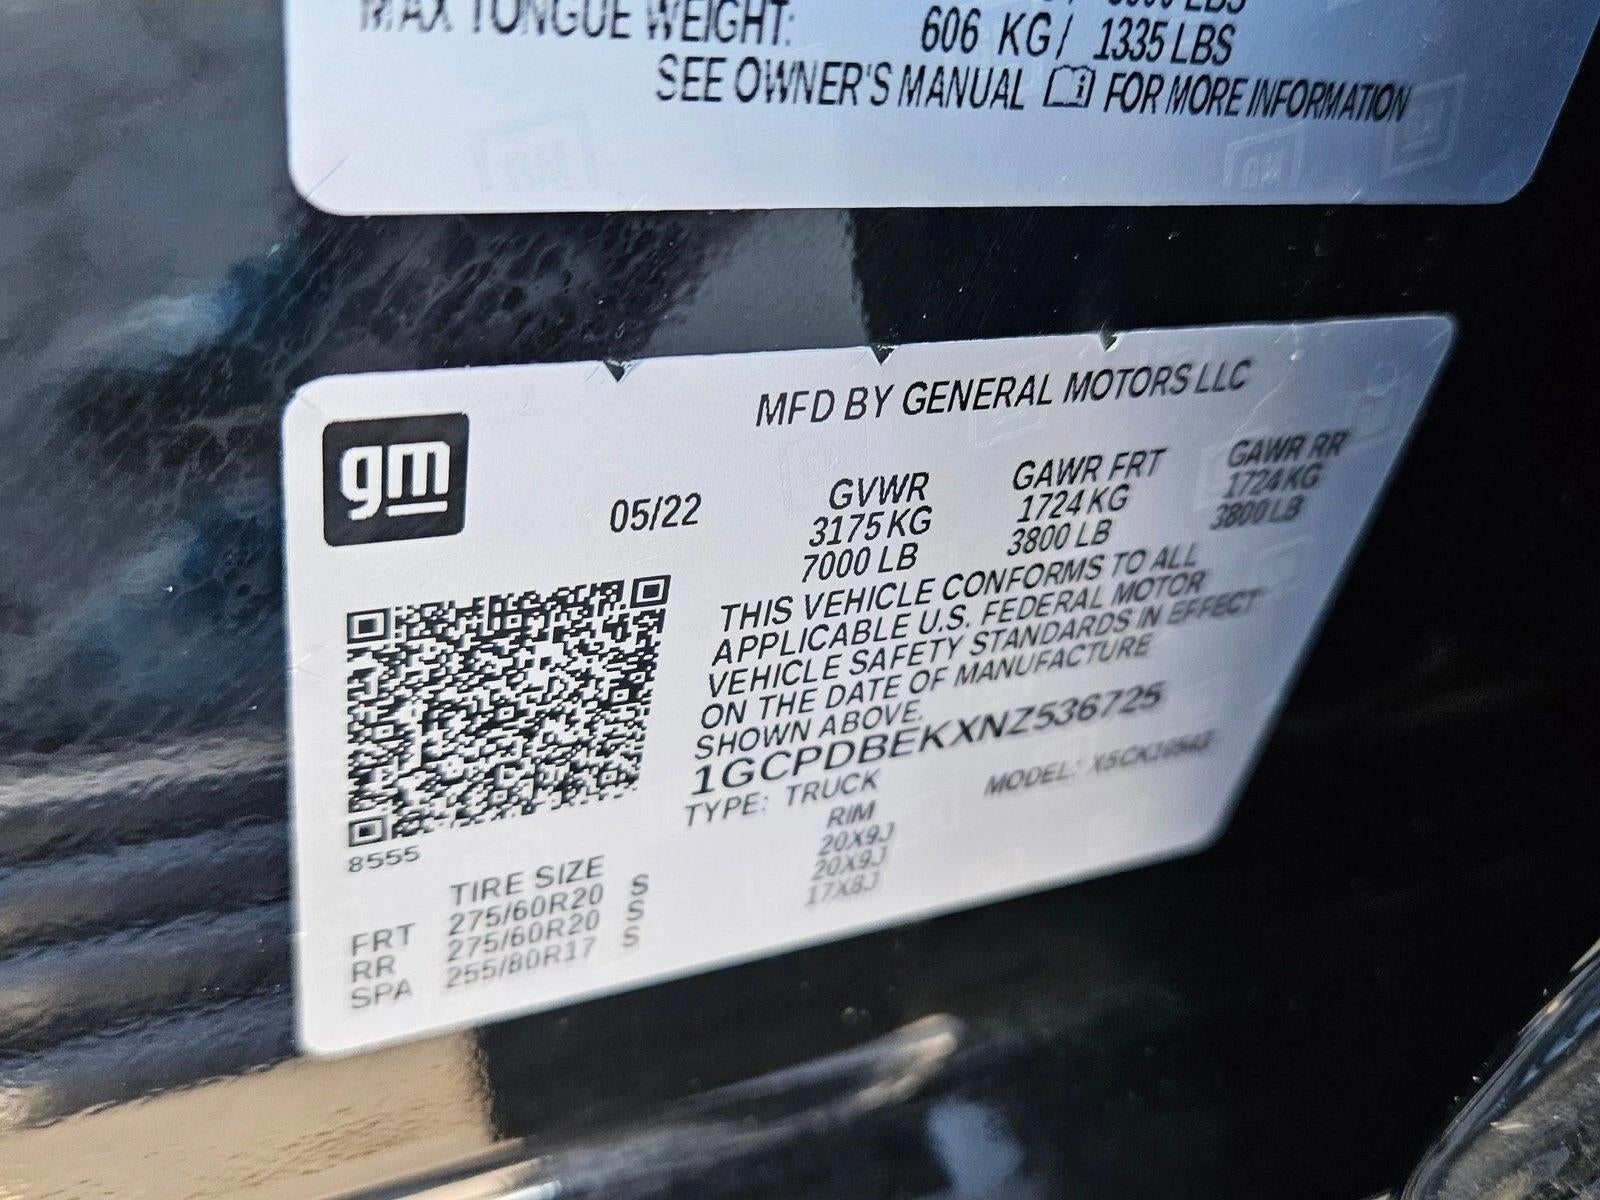 MAX TONGUE WEIGHT: 606 KG/ 1335 LBS
SEE OWNER'S MANUAL FOR MORE INFORMATION
gm
MFD BY GENERAL MOTORS LLC
05/22
GVWR
3175 KG
7000 LB
GAWR FRT
1724 KG
3800 LB
GAWR RR
1724 KG
3800 LB
THIS VEHICLE CONFORMS TO ALL
APPLICABLE U.S. FEDERAL MOTOR
VEHICLE SAFETY STANDARDS IN EFFECT
ON THE DATE OF MANUFACTURE
SHOWN ABOVE.
1GCPDBEKXNZ536725
TYPE: TRUCK MODEL:
8555
TIRE SIZE RIM
FRT 275/60R20 S 20X9J
RR 275/60R20 S 20X9J
SPA 255/80R17 S 17X8J